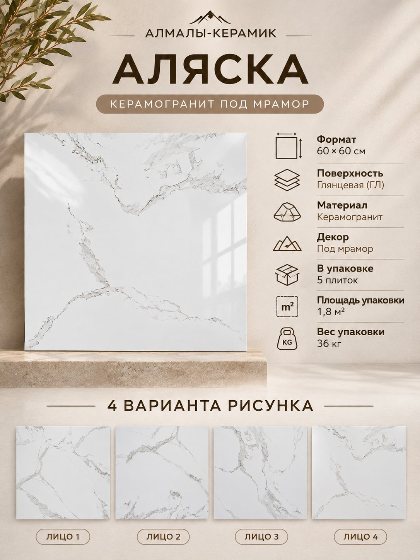 АЛМАЛЫ-КЕРАМИК
АЛЯСКА
КЕРАМОГРАНИТ ПОД МРАМОР
Формат
60 × 60 см
Поверхность
Глянцевая (ГЛ)
Материал
Керамогранит
Декор
Под мрамор
В упаковке
5 плиток
m²
Площадь упаковки
1,8 м²
KG
Вес упаковки
36 кг
4 ВАРИАНТА РИСУНКА
ЛИЦО 1
ЛИЦО 2
ЛИЦО 3
ЛИЦО 4